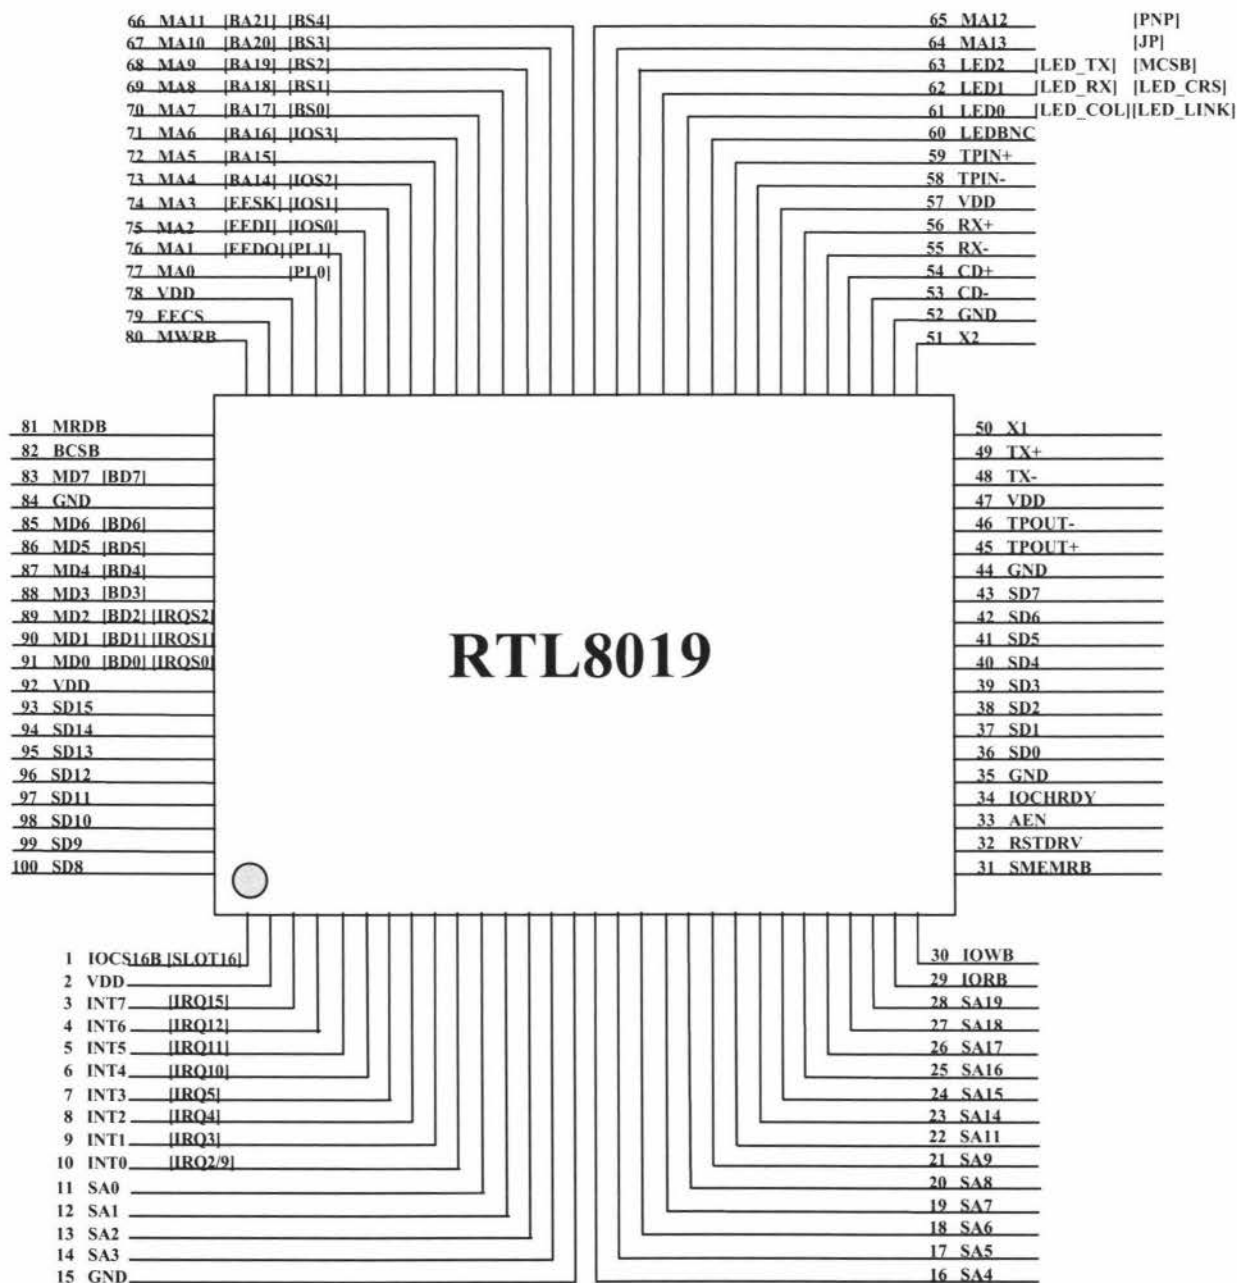 66 MA11 [BA21] [BS4]
67 MA10 [BA20] [BS3]
68 MA9 [BA19] [BS2]
69 MA8 [BA18] [BS1]
70 MA7 [BA17] [BS0]
71 MA6 [BA16] [IOS3]
72 MA5 [BA15]
73 MA4 [BA14] [IOS2]
74 MA3 [EESK] [IOS1]
75 MA2 [EEDI] [IOS0]
76 MA1 [EEDO] [PL1]
77 MA0 [PL0]
78 VDD
79 EECS
80 MWRB
65 MA12 [PNP]
64 MA13 [JP]
63 LED2 [LED_TX] [MCSB]
62 LED1 [LED_RX] [LED_CRS]
61 LED0 [LED_COL][LED_LINK]
60 LEDBNC
59 TPIN+
58 TPIN-
57 VDD
56 RX+
55 RX-
54 CD+
53 CD-
52 GND
51 X2
81 MRDB
82 BCSB
83 MD7 [BD7]
84 GND
85 MD6 [BD6]
86 MD5 [BD5]
87 MD4 [BD4]
88 MD3 [BD3]
89 MD2 [BD2] [IRQS2]
90 MD1 [BD1] [IRQS1]
91 MD0 [BD0] [IRQS0]
92 VDD
93 SD15
94 SD14
95 SD13
96 SD12
97 SD11
98 SD10
99 SD9
100 SD8
RTL8019
50 X1
49 TX+
48 TX-
47 VDD
46 TPOUT-
45 TPOUT+
44 GND
43 SD7
42 SD6
41 SD5
40 SD4
39 SD3
38 SD2
37 SD1
36 SD0
35 GND
34 IOCHRDY
33 AEN
32 RSTDRV
31 SMEMRB
1 IOCS16B [SLOT16]
2 VDD
3 INT7 [IRQ15]
4 INT6 [IRQ12]
5 INT5 [IRQ11]
6 INT4 [IRQ10]
7 INT3 [IRQ5]
8 INT2 [IRQ4]
9 INT1 [IRQ3]
10 INT0 [IRQ2/9]
11 SA0
12 SA1
13 SA2
14 SA3
15 GND
30 IOWB
29 IORB
28 SA19
27 SA18
26 SA17
25 SA16
24 SA15
23 SA14
22 SA11
21 SA9
20 SA8
19 SA7
18 SA6
17 SA5
16 SA4